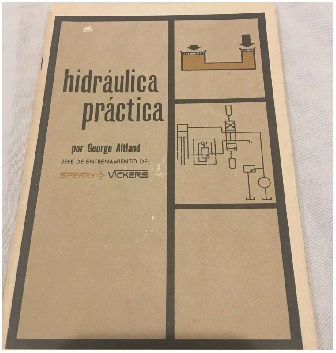 hidráulica
práctica
por George Altland
JEFE DE ENTRENAMIENTO DE:
SPERRY VICKERS